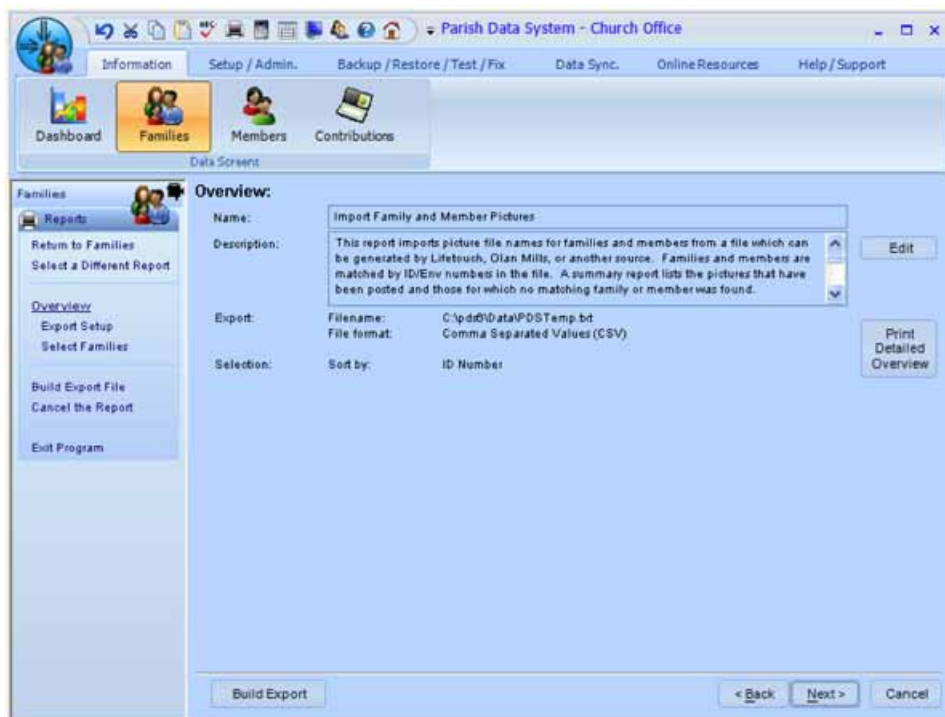 Parish Data System - Church Office
Information Setup / Admin. Backup / Restore / Test / Fix Data Sync. Online Resources Help / Support
Dashboard Families Members Contributions
Data Screens
Families
Reports
Return to Families
Select a Different Report
Overview
Export Setup
Select Families
Build Export File
Cancel the Report
Exit Program
Overview:
Name: Import Family and Member Pictures
Description: This report imports picture file names for families and members from a file which can
be generated by Lifetouch, Olan Mills, or another source. Families and members are
matched by ID/Env numbers in the file. A summary report lists the pictures that have
been posted and those for which no matching family or member was found.
Edit
Export: Filename: C:\pds6\Data\PDSTemp.txt
File format: Comma Separated Values (CSV)
Selection: Sort by: ID Number
Print
Detailed
Overview
Build Export < Back Next > Cancel